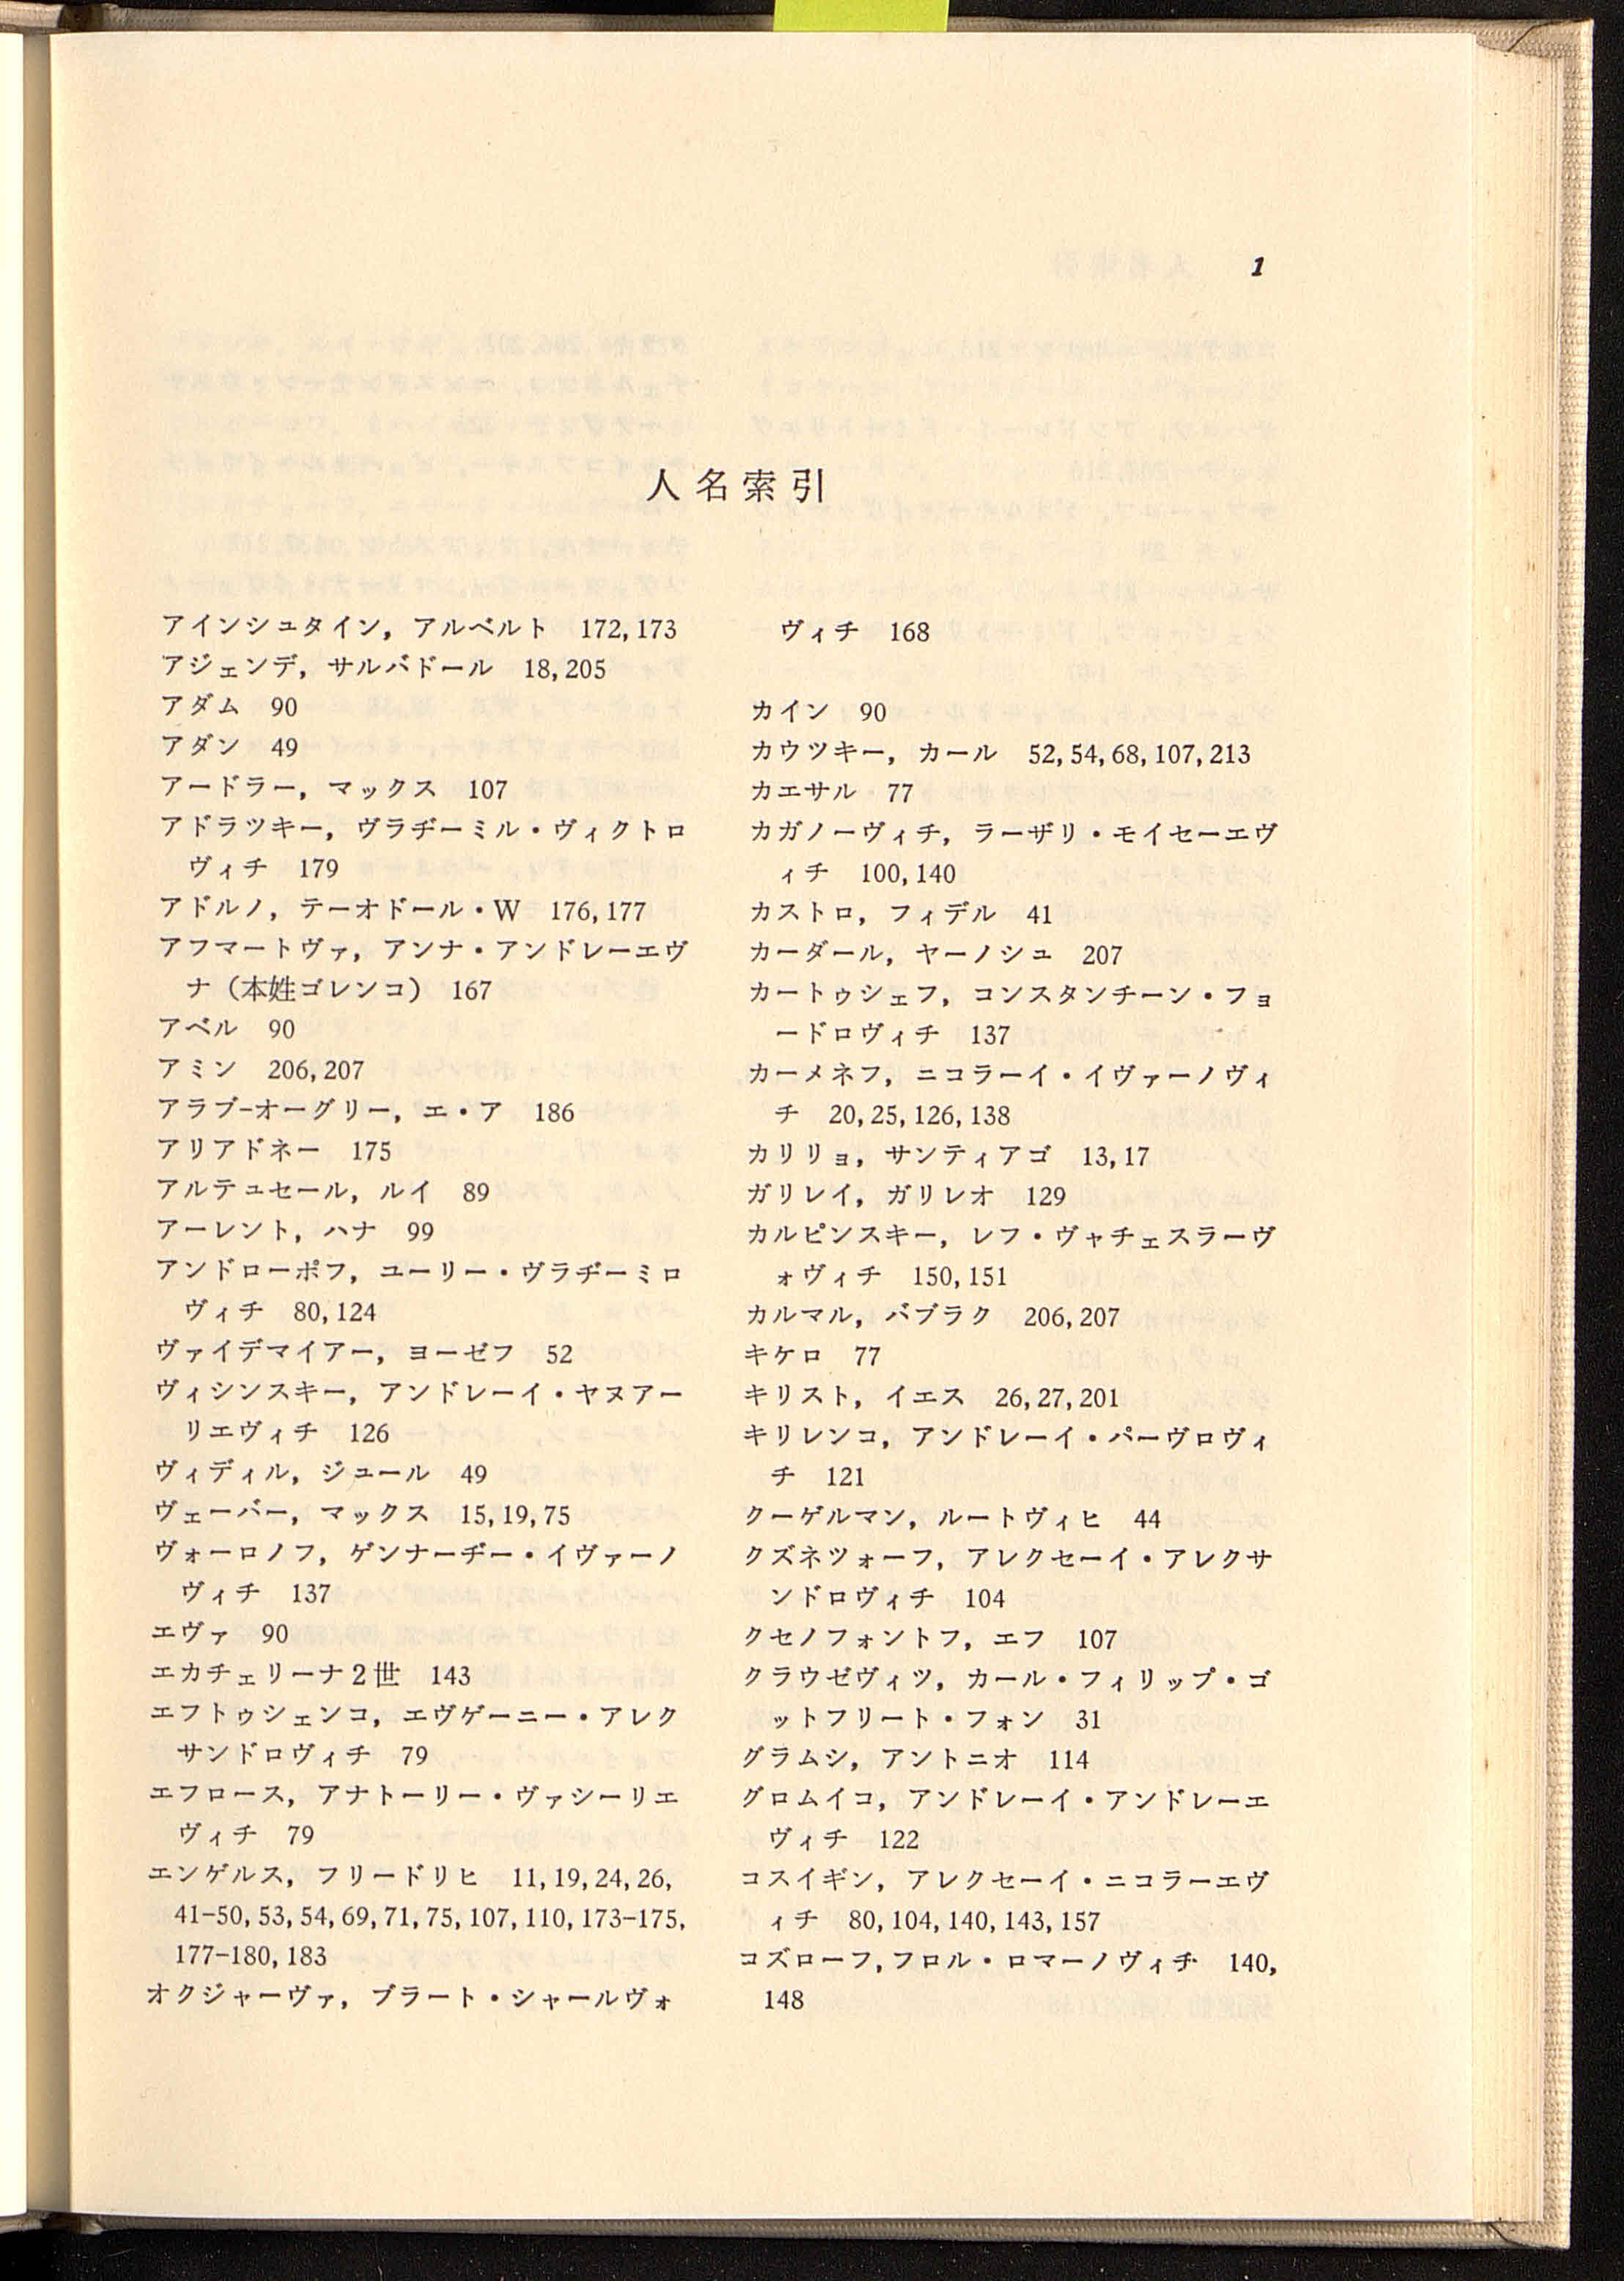 1
人名索引
アインシュタイン，アルベルト　172, 173
アジェンデ，サルバドール　18, 205
アダム　90
アダン　49
アードラー，マックス　107
アドラツキー，ヴラヂーミル・ヴィクトロ
ヴィチ　179
アドルノ，テーオドール・W　176, 177
アフマートヴァ，アンナ・アンドレーエヴ
ナ（本姓ゴレンコ）　167
アベル　90
アミン　206, 207
アラブ-オーグリー，エ・ア　186
アリアドネー　175
アルテュセール，ルイ　89
アーレント，ハナ　99
アンドローポフ，ユーリー・ヴラヂーミロ
ヴィチ　80, 124
ヴァイデマイアー，ヨーゼフ　52
ヴィシンスキー，アンドレーイ・ヤヌアー
リエヴィチ　126
ヴィディル，ジュール　49
ヴェーバー，マックス　15, 19, 75
ヴォーロノフ，ゲンナーヂー・イヴァーノ
ヴィチ　137
エヴァ　90
エカチェリーナ2世　143
エフトゥシェンコ，エヴゲーニー・アレク
サンドロヴィチ　79
エフロース，アナトーリー・ヴァシーリエ
ヴィチ　79
エンゲルス，フリードリヒ　11, 19, 24, 26,
41-50, 53, 54, 69, 71, 75, 107, 110, 173-175,
177-180, 183
オクジャーヴァ，ブラート・シャールヴォ
ヴィチ　168
カイン　90
カウツキー，カール　52, 54, 68, 107, 213
カエサル　77
カガノーヴィチ，ラーザリ・モイセーエヴ
ィチ　100, 140
カストロ，フィデル　41
カーダール，ヤーノシュ　207
カートゥシェフ，コンスタンチーン・フョ
ードロヴィチ　137
カーメネフ，ニコラーイ・イヴァーノヴィ
チ　20, 25, 126, 138
カリリョ，サンティアゴ　13, 17
ガリレイ，ガリレオ　129
カルピンスキー，レフ・ヴャチェスラーヴ
ォヴィチ　150, 151
カルマル，バブラク　206, 207
キケロ　77
キリスト，イエス　26, 27, 201
キリレンコ，アンドレーイ・パーヴロヴィ
チ　121
クーゲルマン，ルートヴィヒ　44
クズネツォーフ，アレクセーイ・アレクサ
ンドロヴィチ　104
クセノフォントフ，エフ　107
クラウゼヴィツ，カール・フィリップ・ゴ
ットフリート・フォン　31
グラムシ，アントニオ　114
グロムイコ，アンドレーイ・アンドレーエ
ヴィチ　122
コスイギン，アレクセーイ・ニコラーエヴ
ィチ　80, 104, 140, 143, 157
コズローフ，フロル・ロマーノヴィチ　140,
148